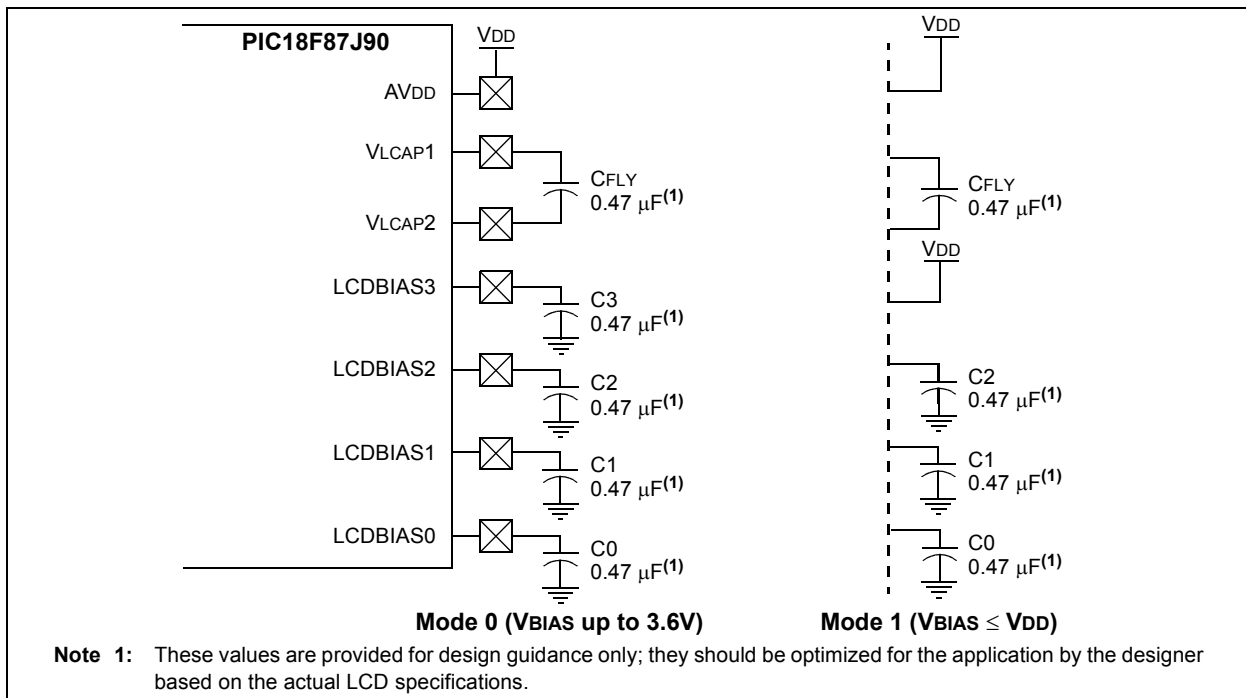 PIC18F87J90
VDD
AVDD
VLCAP1
CFLY
0.47 μF(1)
VLCAP2
LCDBIAS3
C3
0.47 μF(1)
LCDBIAS2
C2
0.47 μF(1)
LCDBIAS1
C1
0.47 μF(1)
LCDBIAS0
C0
0.47 μF(1)
Mode 0 (VBIAS up to 3.6V)
VDD
CFLY
0.47 μF(1)
VDD
C2
0.47 μF(1)
C1
0.47 μF(1)
C0
0.47 μF(1)
Mode 1 (VBIAS ≤ VDD)
Note 1: These values are provided for design guidance only; they should be optimized for the application by the designer
based on the actual LCD specifications.